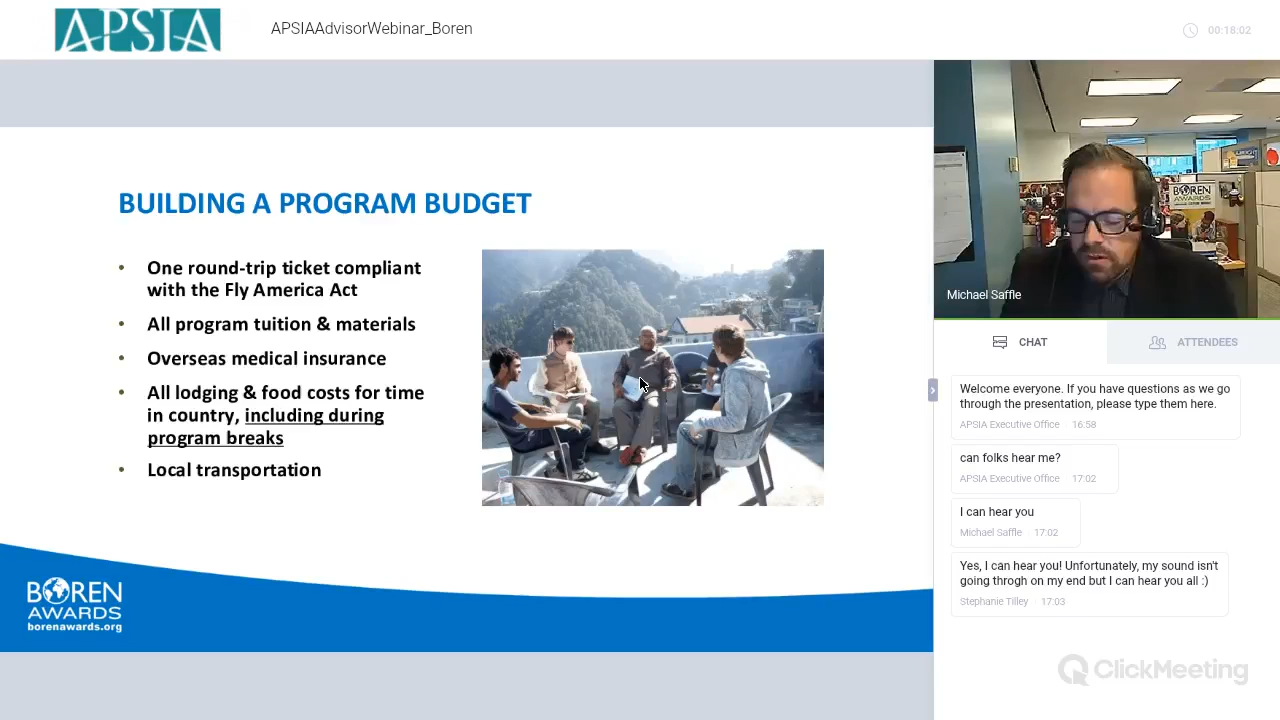 APSIA
APSIAAdvisorWebinar_Boren
00:16:02
BUILDING A PROGRAM BUDGET
• One round-trip ticket compliant
with the Fly America Act
• All program tuition & materials
• Overseas medical insurance
• All lodging & food costs for time
in country, including during
program breaks
• Local transportation
BOREN
AWARDS
borenawards.org
BOREN
AWARDS
Michael Saffle
CHAT
ATTENDEES
Welcome everyone. If you have questions as we go
through the presentation, please type them here.
APSIA Executive Office 16:58
can folks hear me?
APSIA Executive Office 17:02
I can hear you
Michael Saffle 17:02
Yes, I can hear you! Unfortunately, my sound isn't
going throgh on my end but I can hear you all :)
Stephanie Tilley 17:03
ClickMeeting